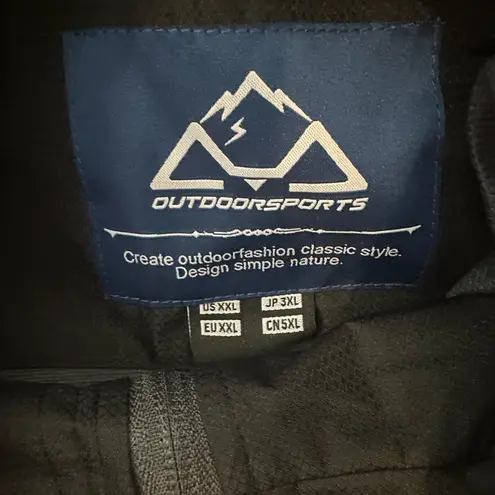 OUTDOORSPORTS
Create outdoorfashion classic style.
Design simple nature.
US XXL JP 3XL
EU XXL CN 5XL